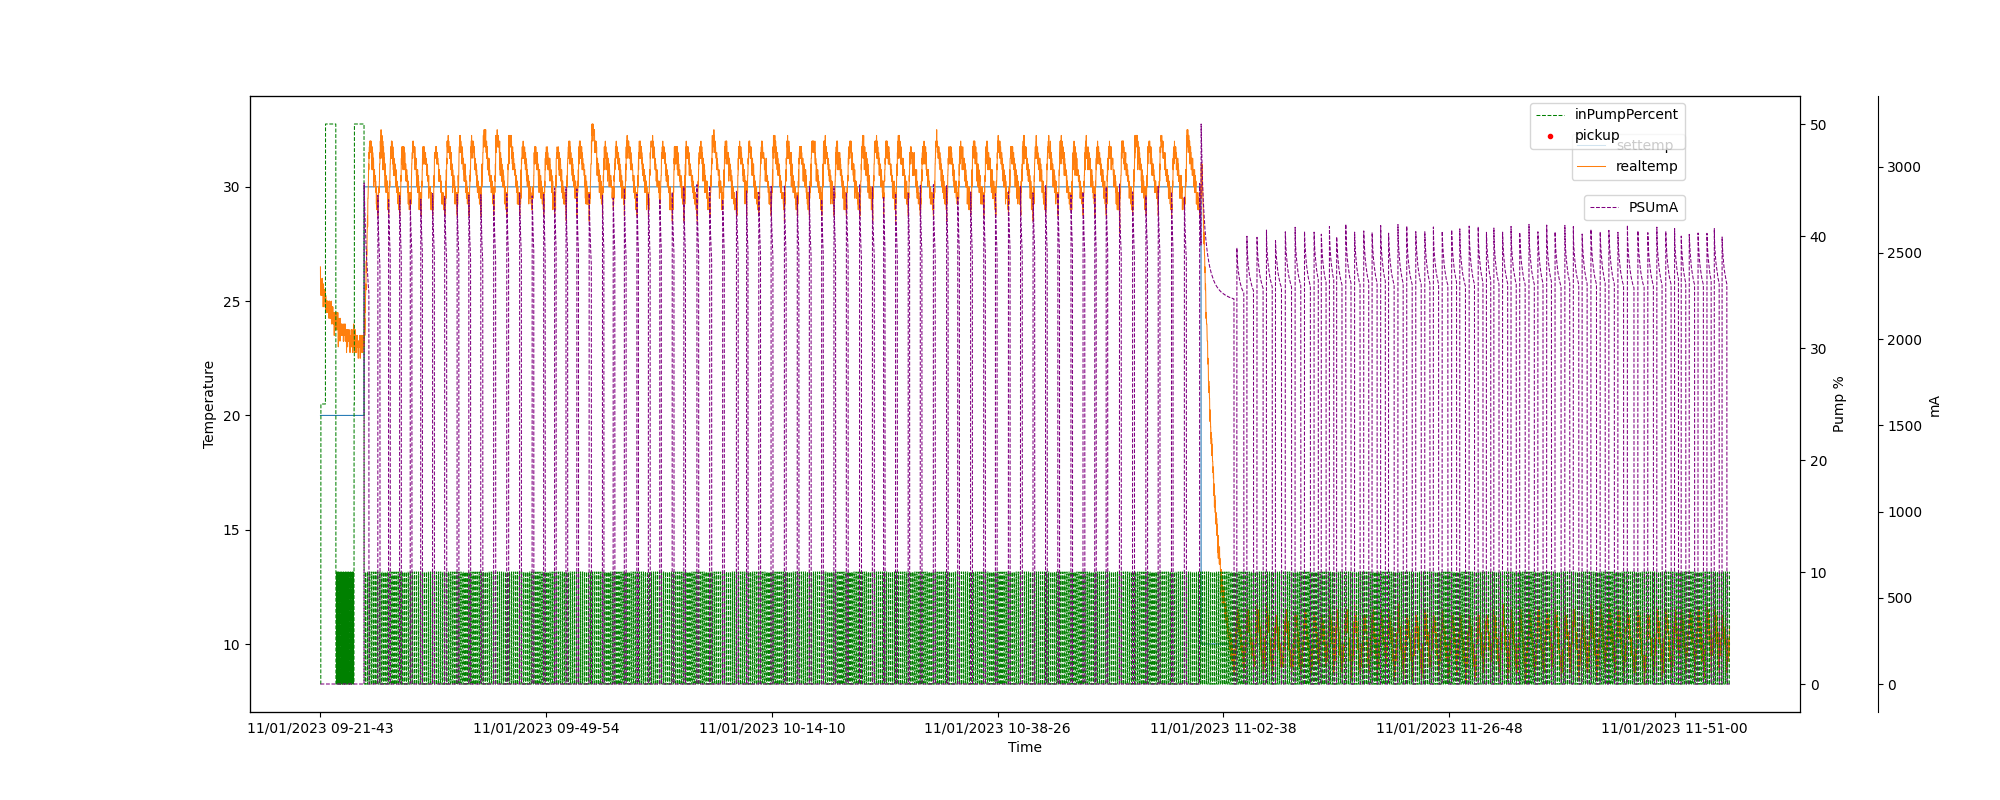 inPumpPercent
pickup
settemp
realtemp
PSUmA
Temperature
30
25
20
15
10
50
40
30
20
10
0
Pump %
3000
2500
2000
1500
1000
500
0
mA
11/01/2023 09-21-43
11/01/2023 09-49-54
11/01/2023 10-14-10
11/01/2023 10-38-26
11/01/2023 11-02-38
11/01/2023 11-26-48
11/01/2023 11-51-00
Time